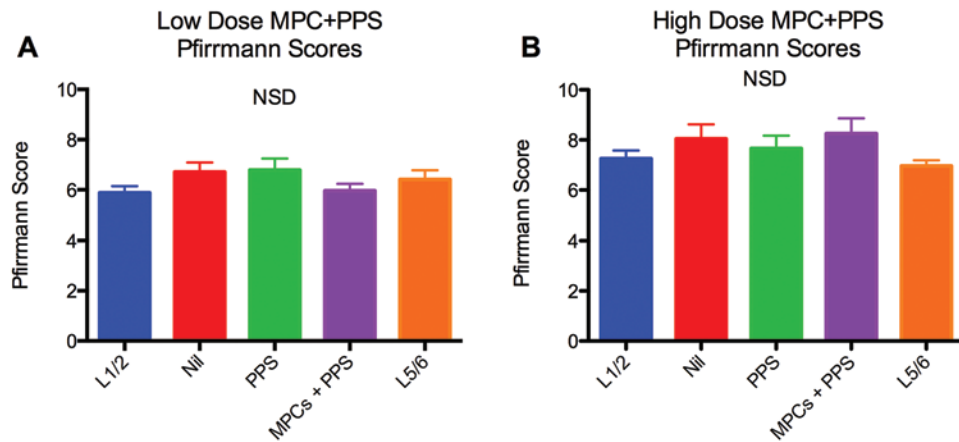 A
Low Dose MPC+PPS
Pfirrmann Scores
NSD
Pfirrmann Score
10
8
6
4
2
0
L1/2
Nil
PPS
MPCs + PPS
L5/6
B
High Dose MPC+PPS
Pfirrmann Scores
NSD
Pfirrmann Score
10
8
6
4
2
0
L1/2
Nil
PPS
MPCs + PPS
L5/6